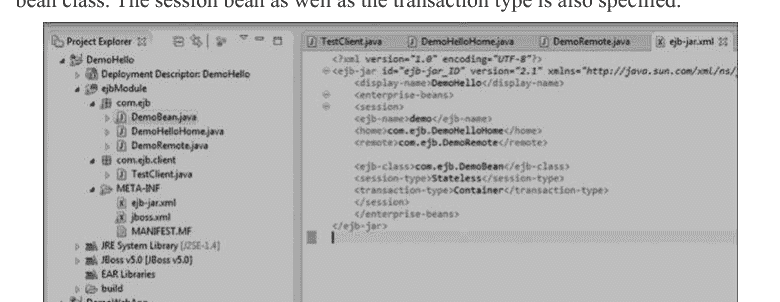 bean class. The session bean as well as the transaction type is also specified.
Project Explorer
DemoHello
Deployment Descriptor: DemoHello
ejbModule
com.ejb
DemoBean.java
DemoHelloHome.java
DemoRemote.java
com.ejb.client
TestClient.java
META-INF
ejb-jar.xml
jboss.xml
MANIFEST.MF
JRE System Library [J2SE-1.4]
JBoss v5.0 [JBoss v5.0]
EAR Libraries
build
TestClient.java DemoHelloHome.java DemoRemote.java ejb-jar.xml
<?xml version="1.0" encoding="UTF-8"?>
<ejb-jar id="ejb-jar_ID" version="2.1" xmlns="http://java.sun.com/xml/ns/
<display-name>DemoHello</display-name>
<enterprise-beans>
<session>
<ejb-name>demo</ejb-name>
<home>com.ejb.DemoHelloHome</home>
<remote>com.ejb.DemoRemote</remote>
<ejb-class>com.ejb.DemoBean</ejb-class>
<session-type>Stateless</session-type>
<transaction-type>Container</transaction-type>
</session>
</enterprise-beans>
</ejb-jar>